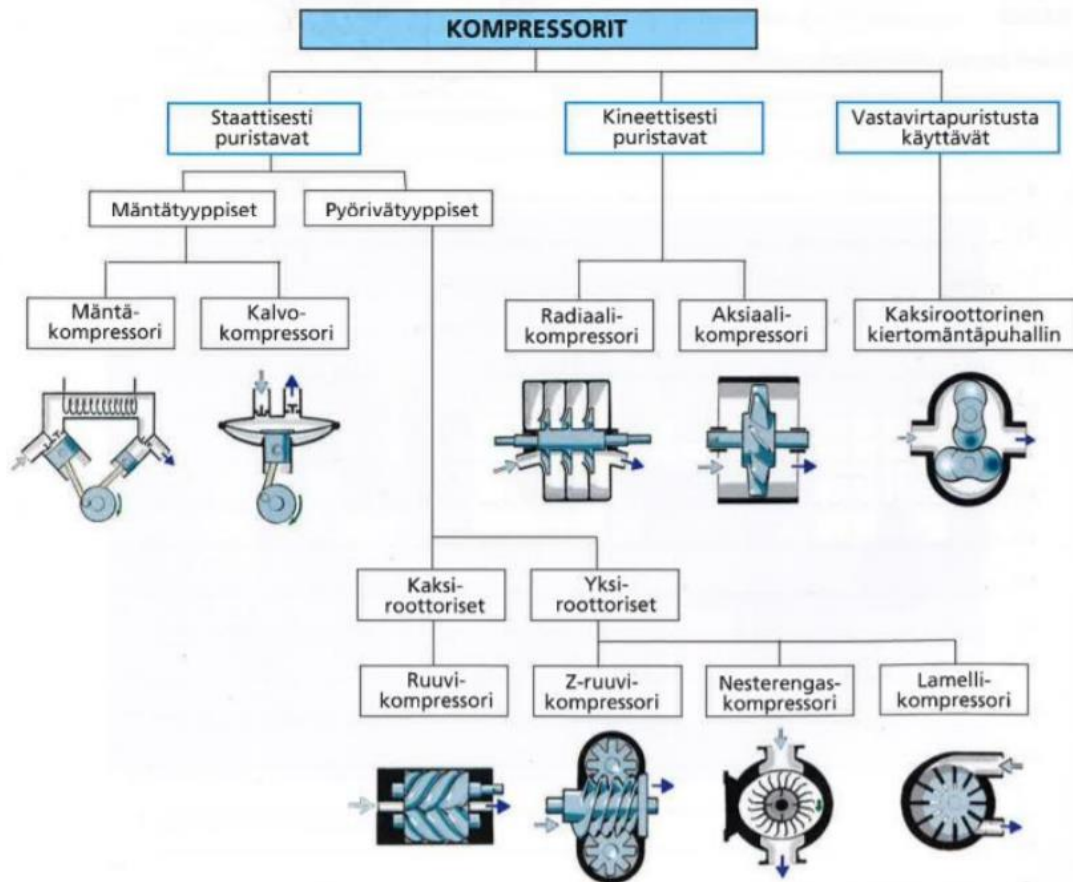 KOMPRESSORIT
Staattisesti
puristavat
Kineettisesti
puristavat
Vastavirtapuristusta
käyttävät
Mäntätyyppiset
Pyörivätyyppiset
Mäntä-
kompressori
Kalvo-
kompressori
Radiaali-
kompressori
Aksiaali-
kompressori
Kaksiroottorinen
kiertomäntäpuhallin
Kaksi-
roottoriset
Yksi-
roottoriset
Ruuvi-
kompressori
Z-ruuvi-
kompressori
Nesterengas-
kompressori
Lamelli-
kompressori